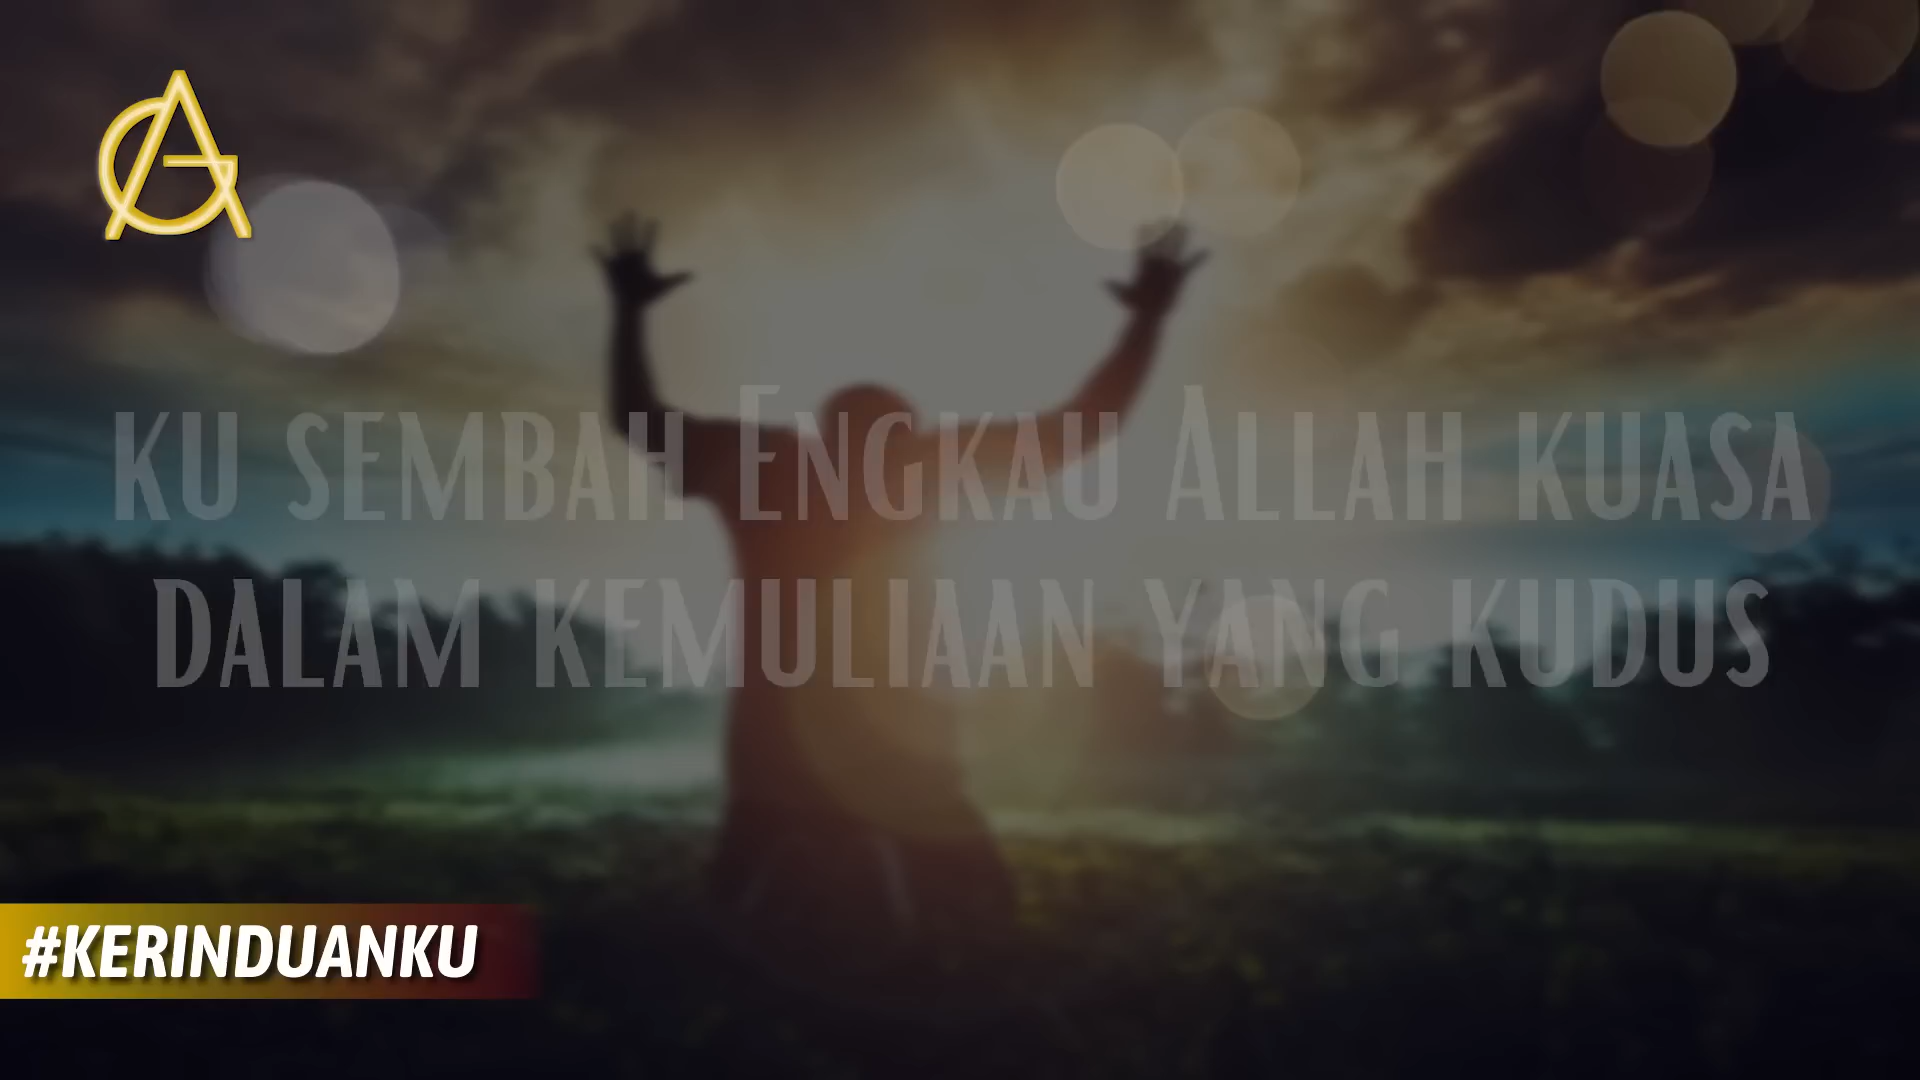 KU SEMBAH ENGKAU ALLAH KUASA
DALAM KEMULIAAN YANG KUDUS
#KERINDUANKU